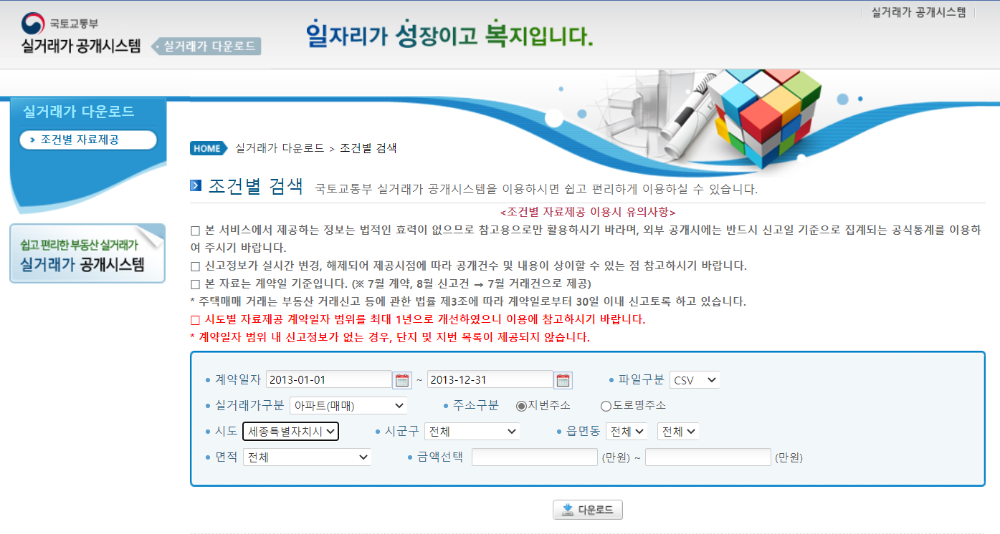 실거래가 공개시스템
국토교통부
실거래가 공개시스템
실거래가 다운로드
일자리가 성장이고 복지입니다.
실거래가 다운로드
조건별 자료제공
쉽고 편리한 부동산 실거래가
실거래가 공개시스템
HOME 실거래가 다운로드 > 조건별 검색
조건별 검색 국토교통부 실거래가 공개시스템을 이용하시면 쉽고 편리하게 이용하실 수 있습니다.
<조건별 자료제공 이용시 유의사항>
□ 본 서비스에서 제공하는 정보는 법적인 효력이 없으므로 참고용으로만 활용하시기 바라며, 외부 공개시에는 반드시 신고일 기준으로 집계되는 공식통계를 이용하
여 주시기 바랍니다.
□ 신고정보가 실시간 변경, 해제되어 제공시점에 따라 공개건수 및 내용이 상이할 수 있는 점 참고하시기 바랍니다.
□ 본 자료는 계약일 기준입니다. (※ 7월 계약, 8월 신고건 → 7월 거래건으로 제공)
* 주택매매 거래는 부동산 거래신고 등에 관한 법률 제3조에 따라 계약일로부터 30일 이내 신고토록 하고 있습니다.
□ 시도별 자료제공 계약일자 범위를 최대 1년으로 개선하였으니 이용에 참고하시기 바랍니다.
* 계약일자 범위 내 신고정보가 없는 경우, 단지 및 지번 목록이 제공되지 않습니다.
계약일자 2013-01-01 ~ 2013-12-31 파일구분 CSV
실거래가구분 아파트(매매) 주소구분 지번주소 도로명주소
시도 세종특별자치시 시군구 전체 읍면동 전체 전체
면적 전체 금액선택 (만원) ~ (만원)
다운로드